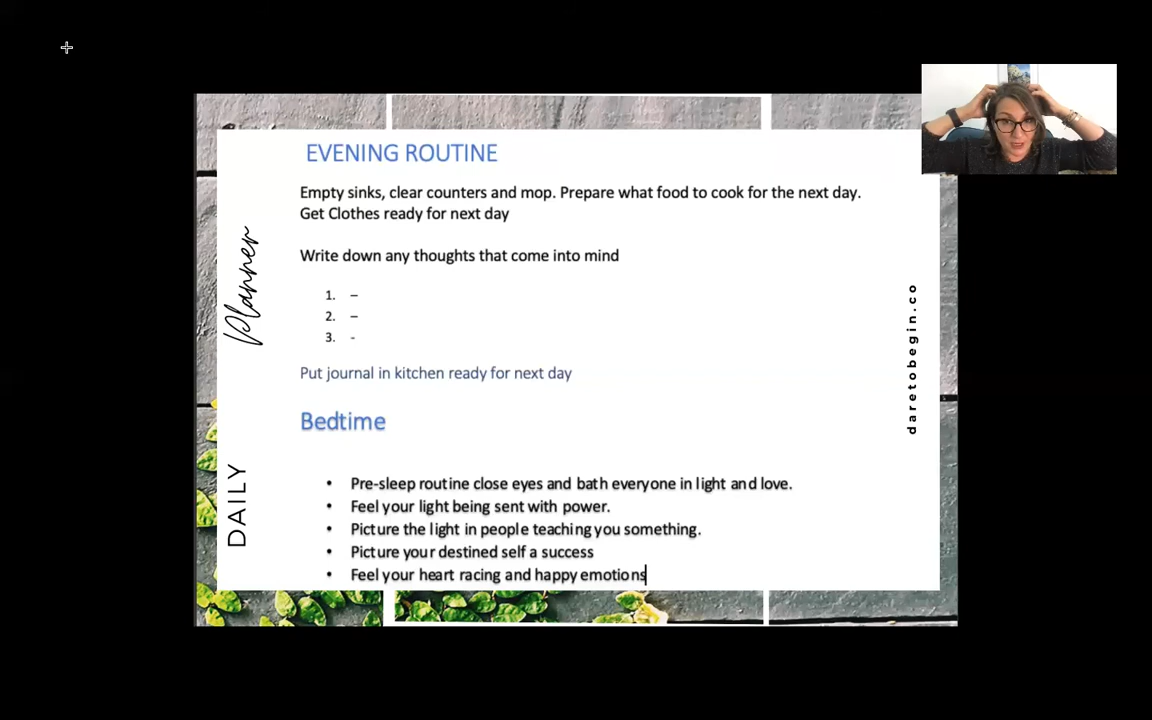 EVENING ROUTINE
Empty sinks, clear counters and mop. Prepare what food to cook for the next day.
Get Clothes ready for next day
Write down any thoughts that come into mind
1. –
2. –
3. -
Put journal in kitchen ready for next day
Bedtime
• Pre-sleep routine close eyes and bath everyone in light and love.
• Feel your light being sent with power.
• Picture the light in people teaching you something.
• Picture your destined self a success
• Feel your heart racing and happy emotions
DAILY
Planner
daretobegin.co